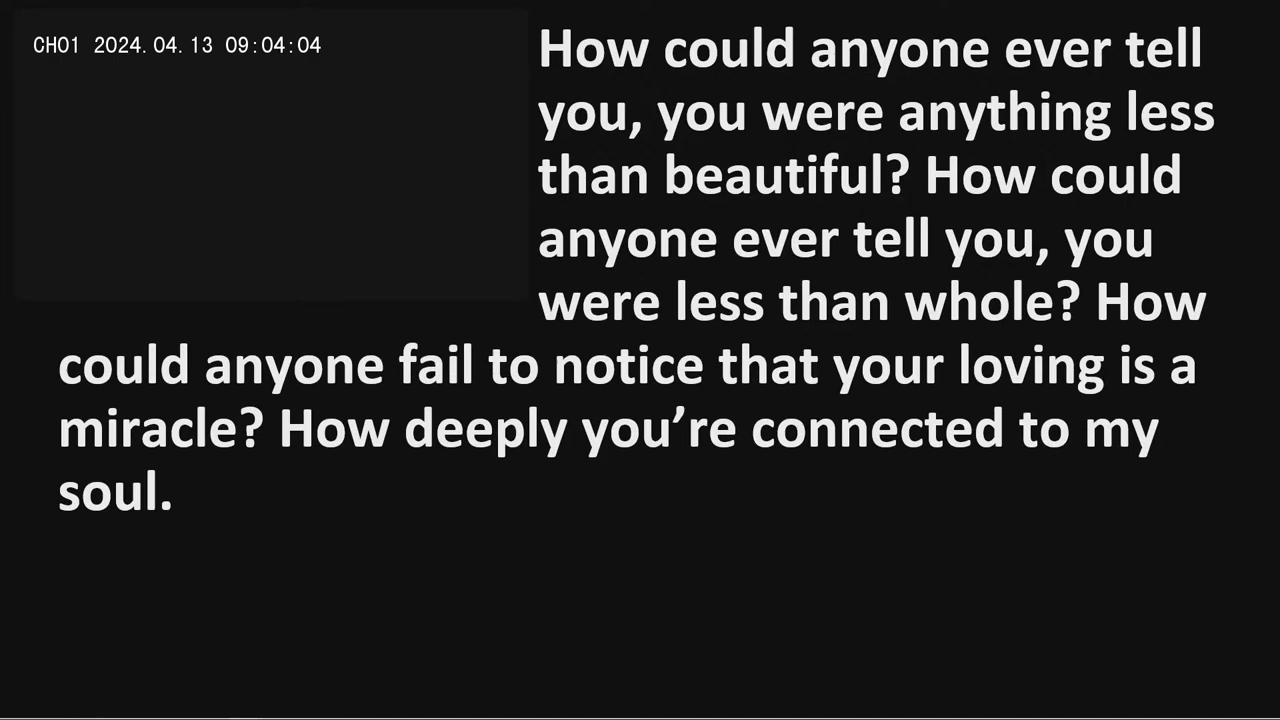 CH01 2024.04.13 09:04:04
How could anyone ever tell
you, you were anything less
than beautiful? How could
anyone ever tell you, you
were less than whole? How
could anyone fail to notice that your loving is a
miracle? How deeply you’re connected to my
soul.